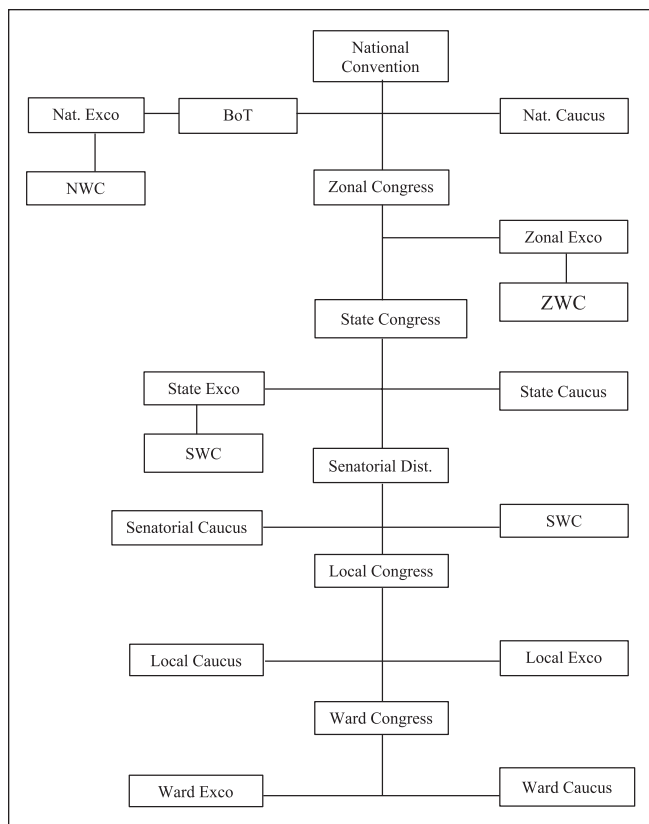 National
Convention
Nat. Exco
BoT
Nat. Caucus
NWC
Zonal Congress
Zonal Exco
ZWC
State Congress
State Exco
State Caucus
SWC
Senatorial Dist.
Senatorial Caucus
SWC
Local Congress
Local Caucus
Local Exco
Ward Congress
Ward Exco
Ward Caucus